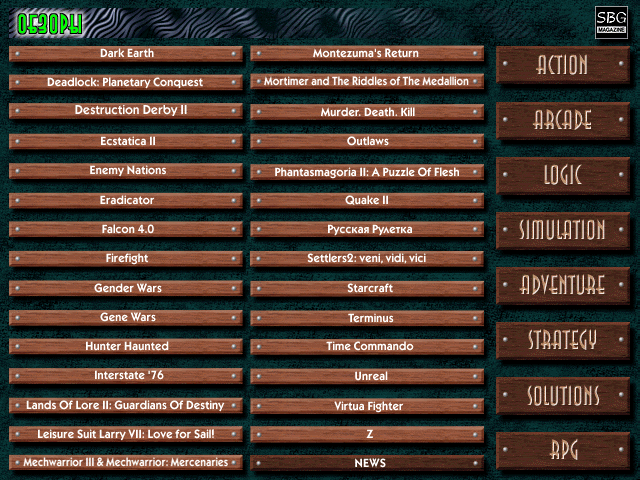 ОБЗОРЫ
SBG
MAGAZINE
Dark Earth
Deadlock: Planetary Conquest
Destruction Derby II
Ecstatica II
Enemy Nations
Eradicator
Falcon 4.0
Firefight
Gender Wars
Gene Wars
Hunter Haunted
Interstate '76
Lands Of Lore II: Guardians Of Destiny
Leisure Suit Larry VII: Love for Sail!
Mechwarrior III & Mechwarrior: Mercenaries
Montezuma's Return
Mortimer and The Riddles of The Medallion
Murder. Death. Kill
Outlaws
Phantasmagoria II: A Puzzle Of Flesh
Quake II
Русская Рулетка
Settlers2: veni, vidi, vici
Starcraft
Terminus
Time Commando
Unreal
Virtua Fighter
Z
NEWS
ACTION
ARCADE
LOGIC
SIMULATION
ADVENTURE
STRATEGY
SOLUTIONS
RPG